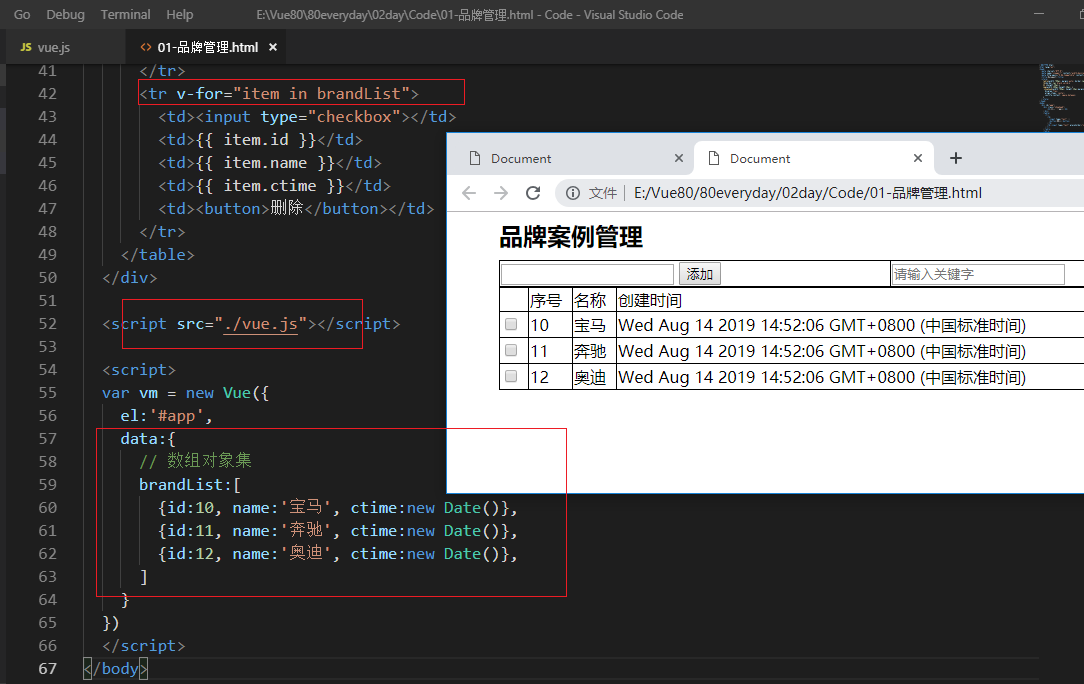 Go Debug Terminal Help E:\Vue80\80everyday\02day\Code\01-品牌管理.html - Code - Visual Studio Code
JS vue.js <> 01-品牌管理.html ×
41 </tr>
42 <tr v-for="item in brandList">
43 <td><input type="checkbox"></td>
44 <td>{{ item.id }}</td>
45 <td>{{ item.name }}</td>
46 <td>{{ item.ctime }}</td>
47 <td><button>删除</button></td>
48 </tr>
49 </table>
50 </div>
51
52 <script src="./vue.js"></script>
53
54 <script>
55 var vm = new Vue({
56 el:'#app',
57 data:{
58 // 数组对象集
59 brandList:[
60 {id:10, name:'宝马', ctime:new Date()},
61 {id:11, name:'奔驰', ctime:new Date()},
62 {id:12, name:'奥迪', ctime:new Date()},
63 ]
64 }
65 })
66 </script>
67 </body>
Document × Document × +
文件 | E:/Vue80/80everyday/02day/Code/01-品牌管理.html
品牌案例管理
添加 请输入关键字
序号 名称 创建时间
10 宝马 Wed Aug 14 2019 14:52:06 GMT+0800 (中国标准时间)
11 奔驰 Wed Aug 14 2019 14:52:06 GMT+0800 (中国标准时间)
12 奥迪 Wed Aug 14 2019 14:52:06 GMT+0800 (中国标准时间)